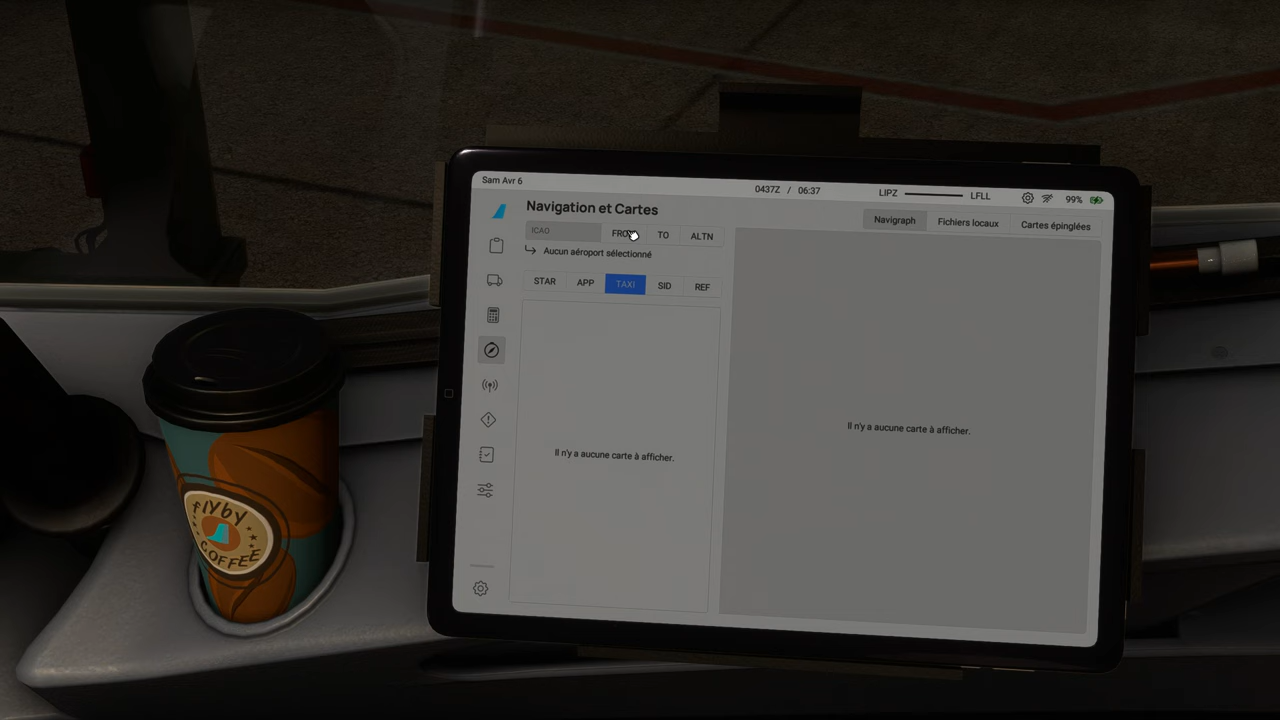 Sam Avr 6
0437Z / 06:37
LIPZ
LFLL
99%
Navigation et Cartes
Navigraph
Fichiers locaux
Cartes épinglées
ICAO
TO
ALTN
Aucun aéroport sélectionné
STAR
APP
TAXI
SID
REF
Il n'y a aucune carte à afficher.
Il n'y a aucune carte à afficher.
flyby
COFFEE